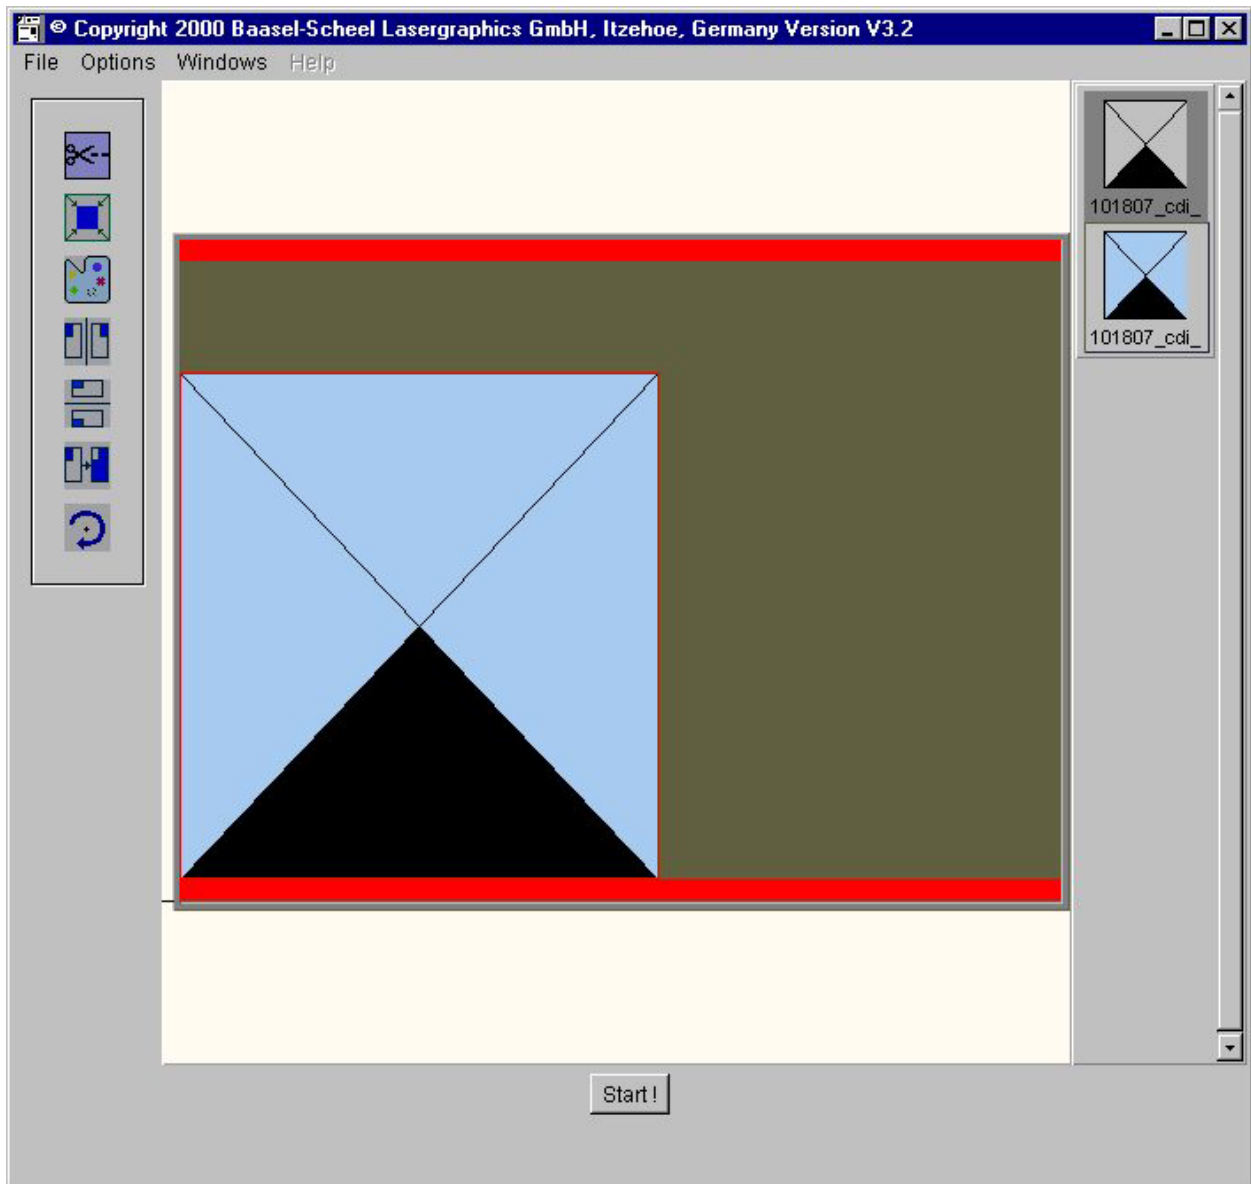 © Copyright 2000 Baasel-Scheel Lasergraphics GmbH, Itzehoe, Germany Version V3.2
File Options Windows Help
101807_cdi_
101807_cdi_
Start !